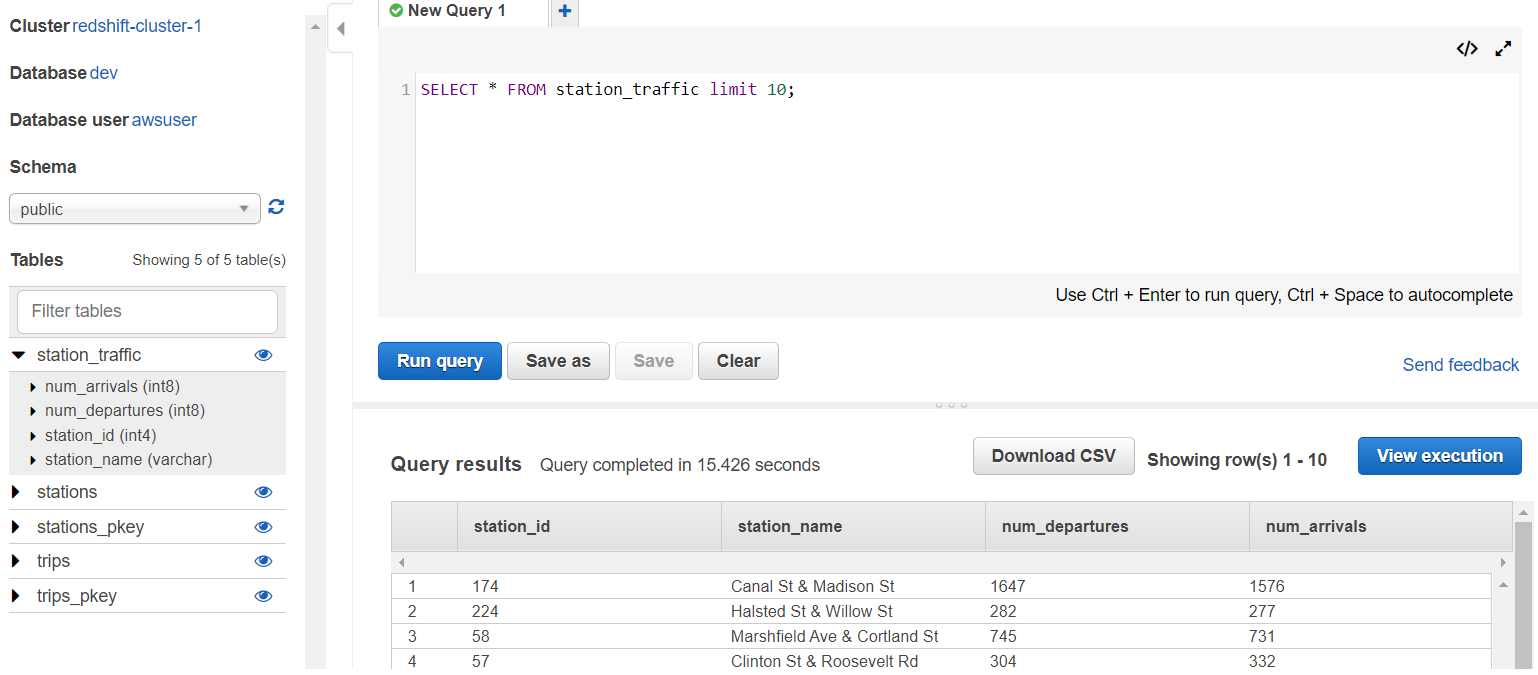 Cluster redshift-cluster-1
Database dev
Database user awsuser
Schema
public
Tables Showing 5 of 5 table(s)
Filter tables
station_traffic
num_arrivals (int8)
num_departures (int8)
station_id (int4)
station_name (varchar)
stations
stations_pkey
trips
trips_pkey
New Query 1
1 SELECT * FROM station_traffic limit 10;
Use Ctrl + Enter to run query, Ctrl + Space to autocomplete
Run query Save as Save Clear Send feedback
Query results Query completed in 15.426 seconds Download CSV Showing row(s) 1 - 10 View execution
station_id station_name num_departures num_arrivals
1 174 Canal St & Madison St 1647 1576
2 224 Halsted St & Willow St 282 277
3 58 Marshfield Ave & Cortland St 745 731
4 57 Clinton St & Roosevelt Rd 304 332